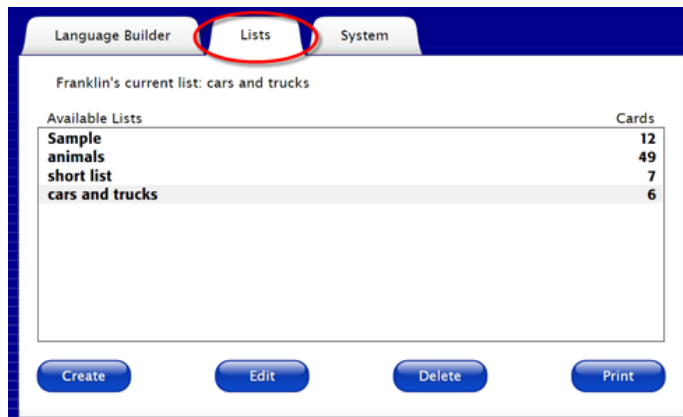 Language Builder Lists System
Franklin's current list: cars and trucks
Available Lists Cards
Sample 12
animals 49
short list 7
cars and trucks 6
Create Edit Delete Print